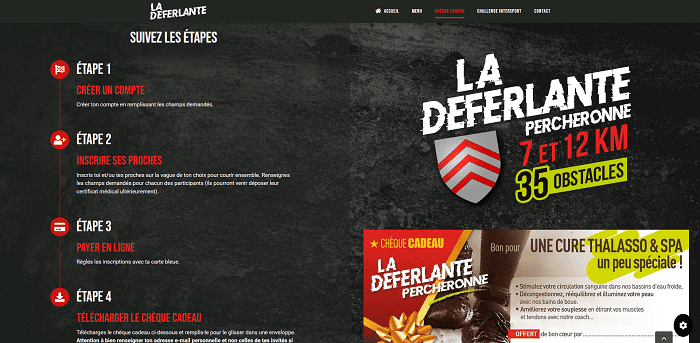 LA
DÉFERLANTE
ACCUEIL
MENU
CHÈQUE CADEAU
CHALLENGE INTERSPORT
CONTACT
SUIVEZ LES ÉTAPES
ÉTAPE 1
CRÉER UN COMPTE
Créer ton compte en remplissant les champs demandés.
ÉTAPE 2
INSCRIRE SES PROCHES
Inscris toi et/ou tes proches sur la vague de ton choix pour courir ensemble. Renseignes
les champs demandés pour chacun des participants (ils pourront venir déposer leur
certificat médical ultérieurement).
ÉTAPE 3
PAYER EN LIGNE
Règles les inscriptions avec ta carte bleue.
ÉTAPE 4
TÉLÉCHARGER LE CHÈQUE CADEAU
Télécharges le chèque cadeau ci-dessous et remplis-le pour le glisser dans une enveloppe.
Attention à bien renseigner ton adresse e-mail personnelle et non celles de tes invités si
LA
DEFERLANTE
PERCHERONNE
7 ET 12 KM
35 OBSTACLES
★ CHÈQUE CADEAU
LA
DEFERLANTE
PERCHERONNE
Bon pour UNE CURE THALASSO & SPA
un peu spéciale !
• Stimulez votre circulation sanguine dans nos bassins d'eau froide,
• Décongestionnez, rééquilibrez et illuminez votre peau
avec nos bains de boue.
• Améliorez votre souplesse en étirant vos muscles
et tendons avec notre coach...
OFFERT de bon cœur par